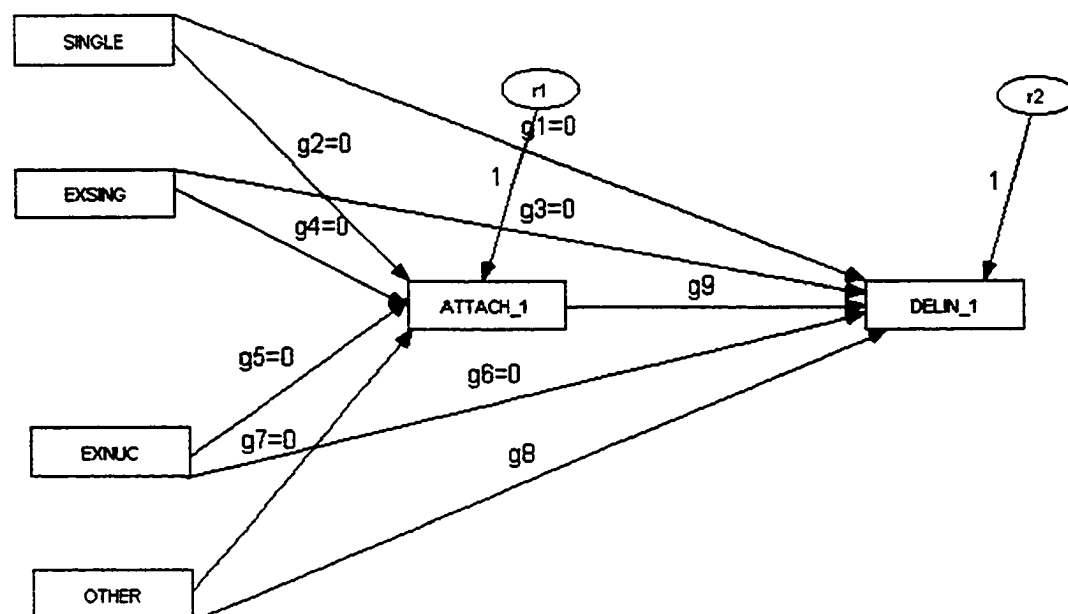 SINGLE
r1
r2
g1=0
g2=0
1
1
EXSING
g3=0
g4=0
g9
ATTACH_1
DELIN_1
g5=0
g6=0
g7=0
EXNUC
g8
OTHER